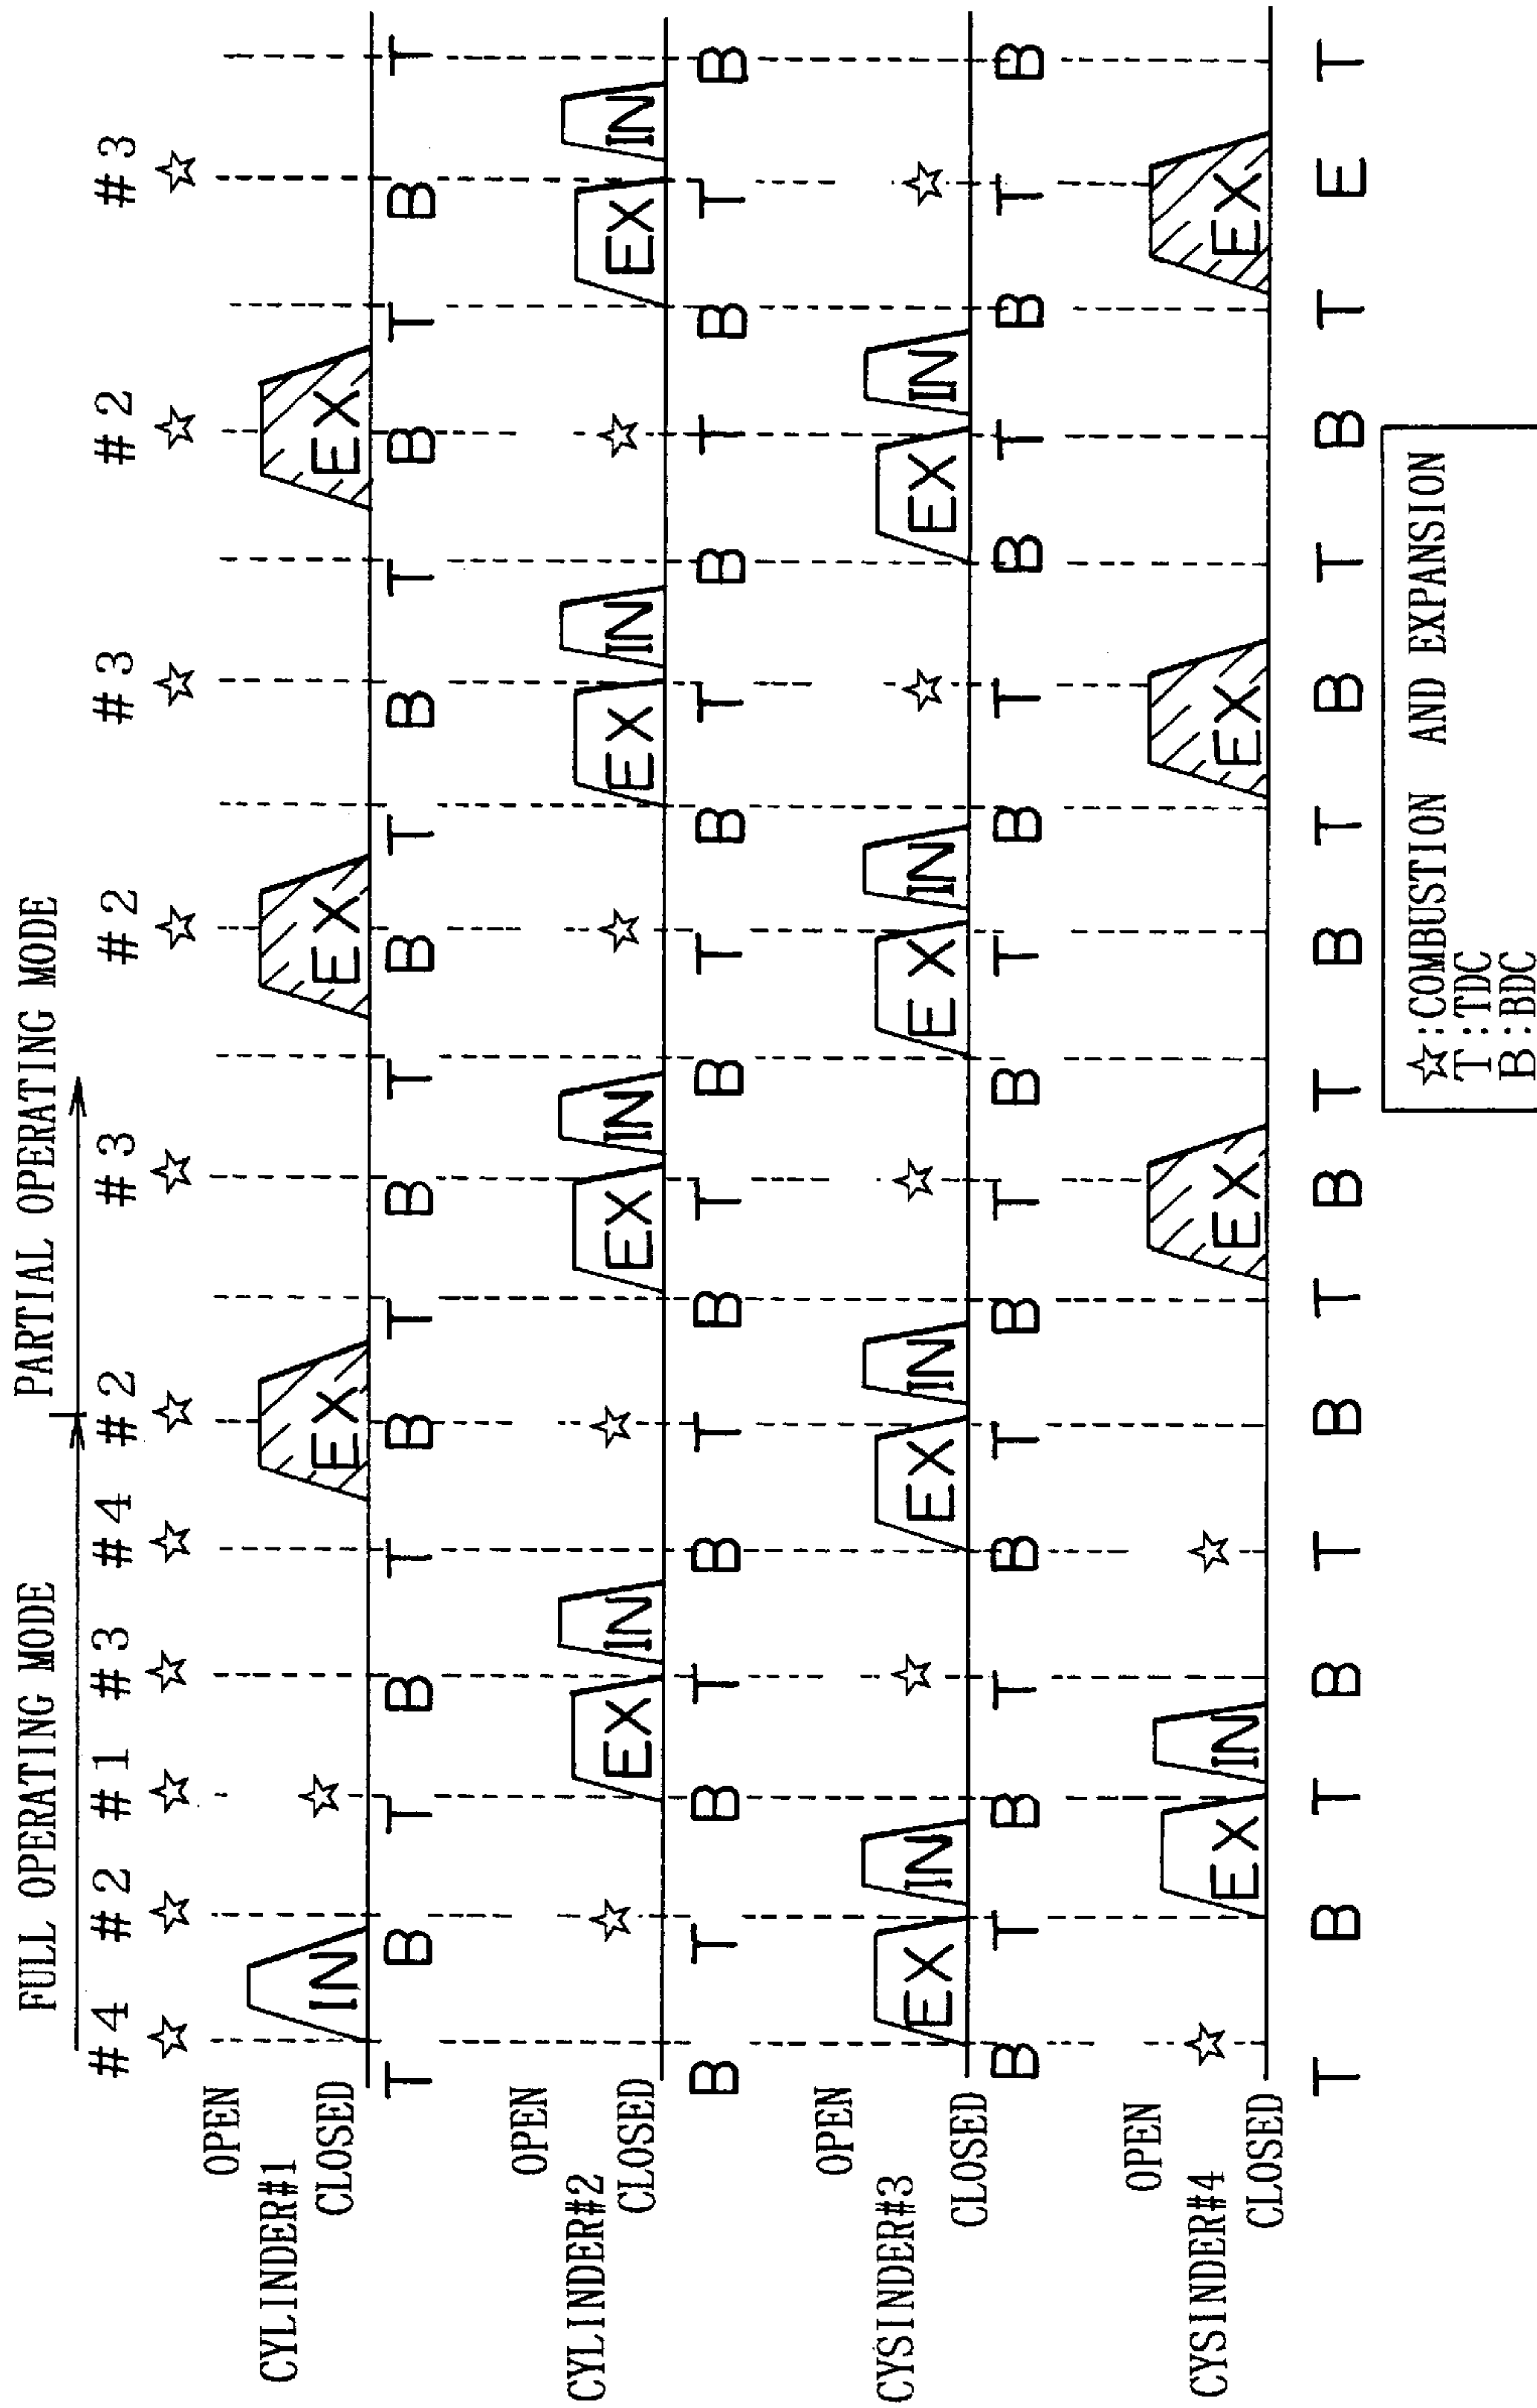 FULL OPERATING MODE PARTIAL OPERATING MODE
#4 #2 #1 #3 #4 #2 #3 #2 #3 #2 #3
☆ ☆ ☆ ☆ ☆ ☆ ☆ ☆ ☆ ☆ ☆
OPEN
CYLINDER#1
IN ☆ EX EX EX
CLOSED
T B T B T B T B T B T B T B T B T
OPEN
CYLINDER#2
☆ EX IN ☆ EX IN ☆ EX IN ☆ EX IN
CLOSED
B T B T B T B T B T B T B T B T B
OPEN
CYSINDER#3
EX IN ☆ EX IN ☆ EX IN ☆ EX IN ☆
CLOSED
B T B T B T B T B T B T B T B T B
OPEN
CYSINDER#4
☆ EX IN ☆ EX EX EX
CLOSED
T B T B T B T B T B T B T B T E T
☆:COMBUSTION AND EXPANSION
T:TDC
B:BDC